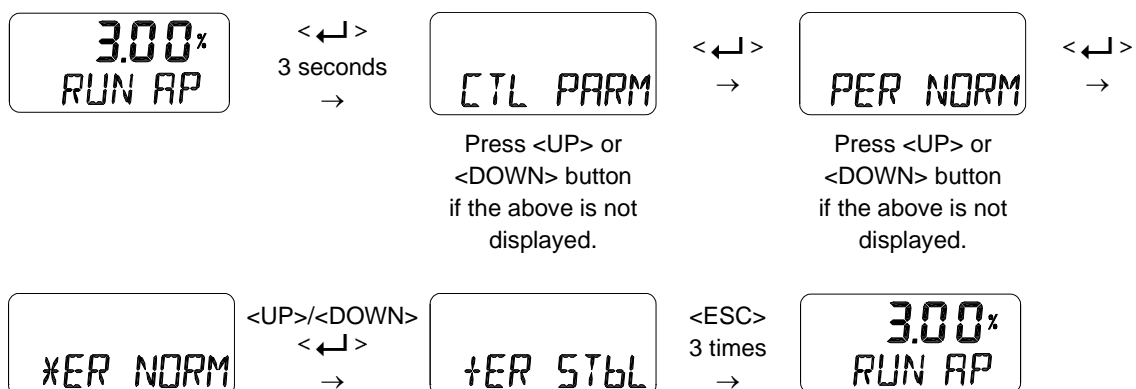 3.00%
RUN AP
<↵>
3 seconds
→
CTL PARM
<↵>
→
PER NORM
<↵>
→
Press <UP> or
<DOWN> button
if the above is not
displayed.
Press <UP> or
<DOWN> button
if the above is not
displayed.
*ER NORM
<UP>/<DOWN>
<↵>
→
+ER STbL
<ESC>
3 times
→
3.00%
RUN AP